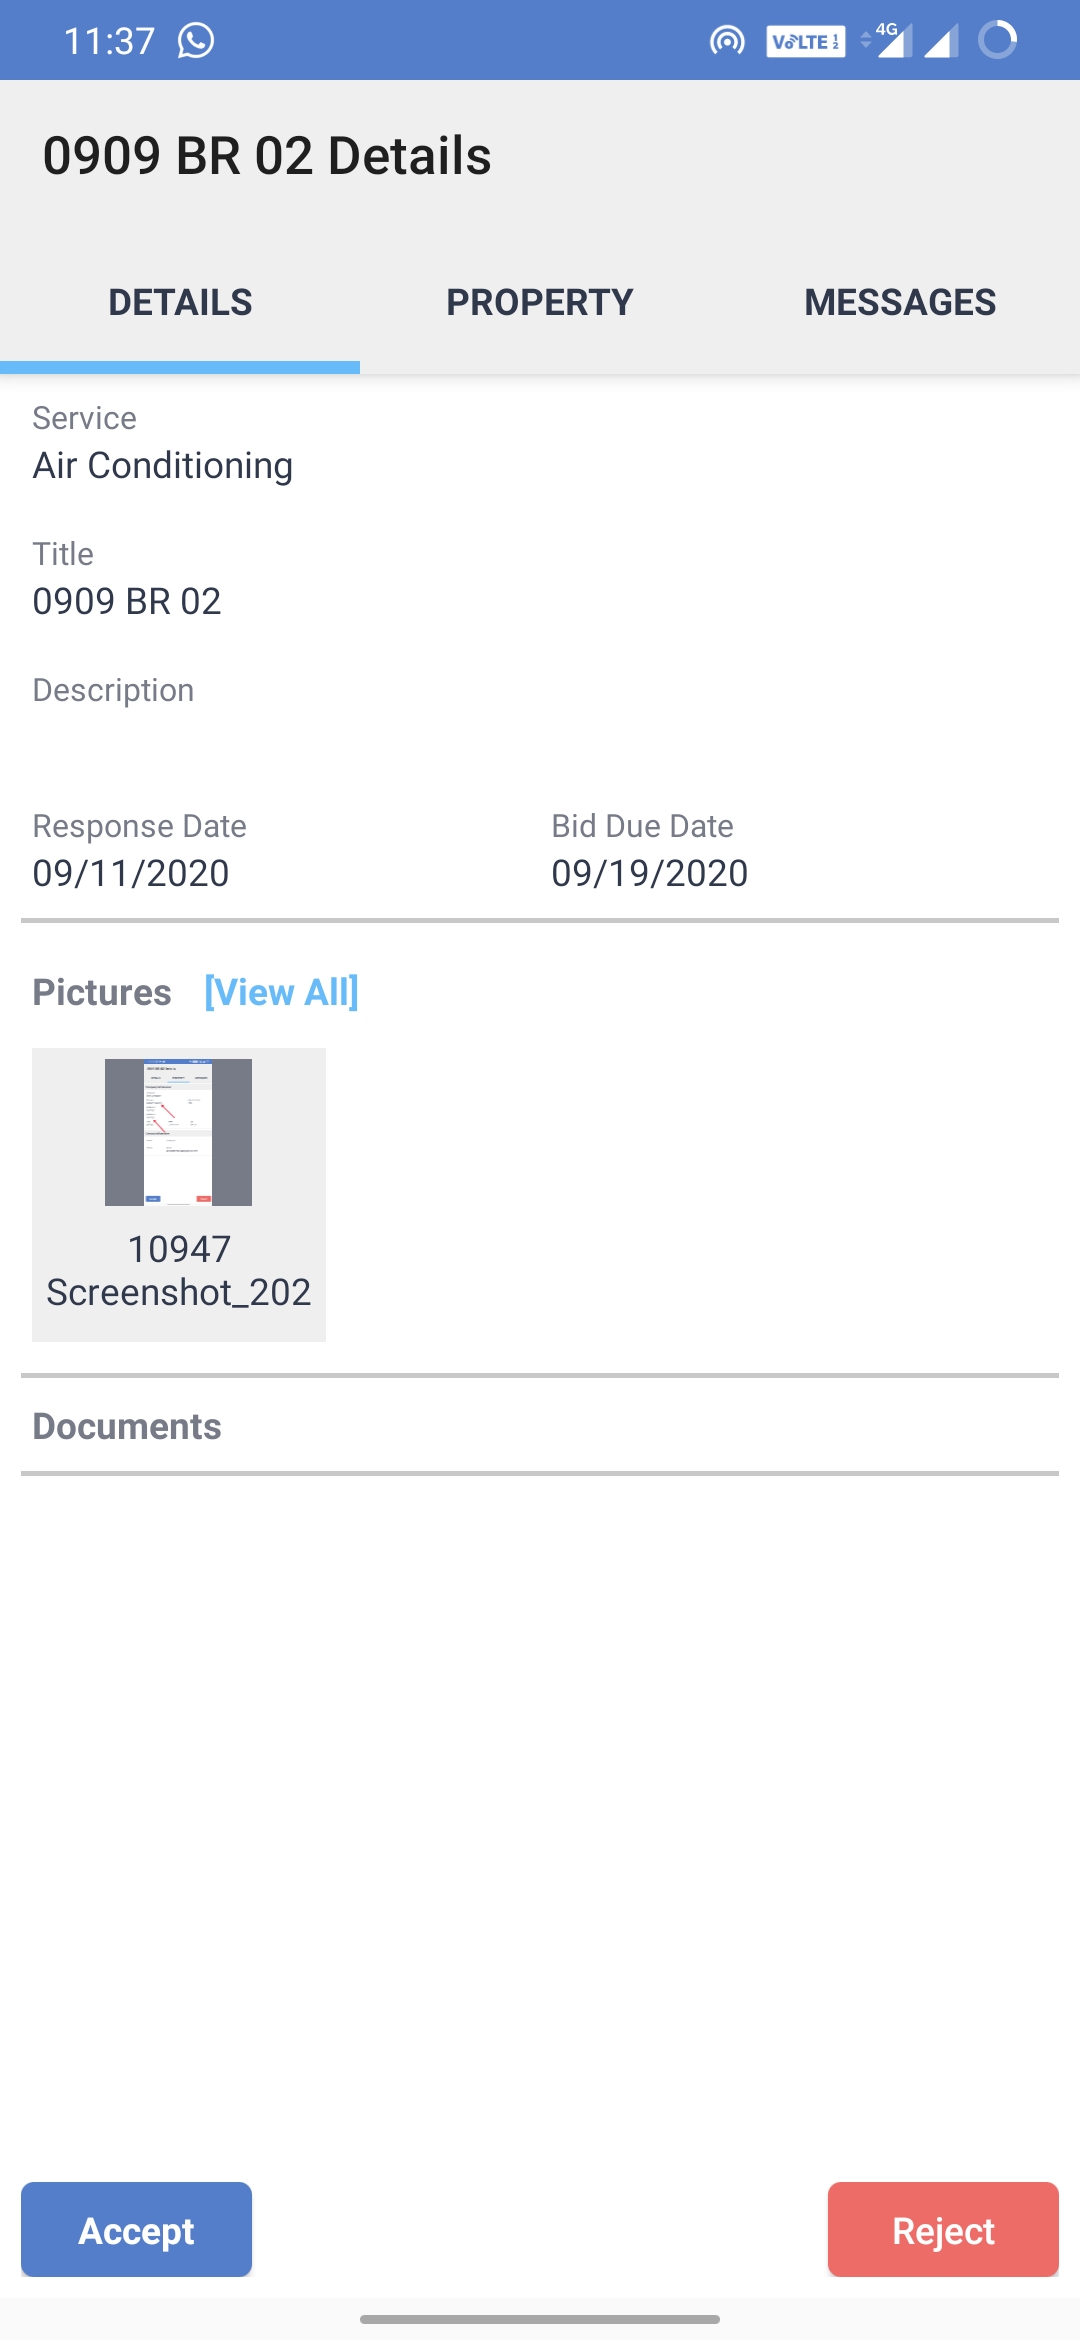 11:37
VoLTE 1 2
4G
0909 BR 02 Details
DETAILS PROPERTY MESSAGES
Service
Air Conditioning
Title
0909 BR 02
Description
Response Date Bid Due Date
09/11/2020 09/19/2020
Pictures [View All]
10947
Screenshot_202
Documents
Accept Reject